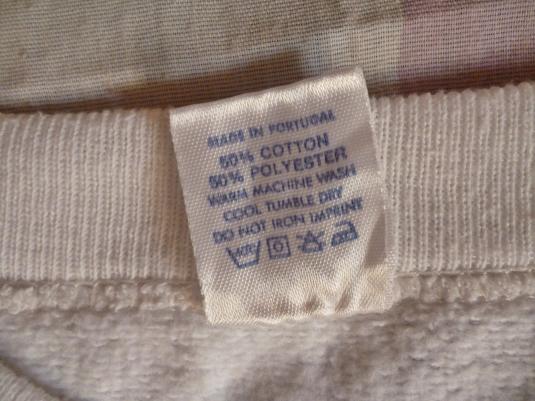 MADE IN PORTUGAL
50% COTTON
50% POLYESTER
WARM MACHINE WASH
COOL TUMBLE DRY
DO NOT IRON IMPRINT